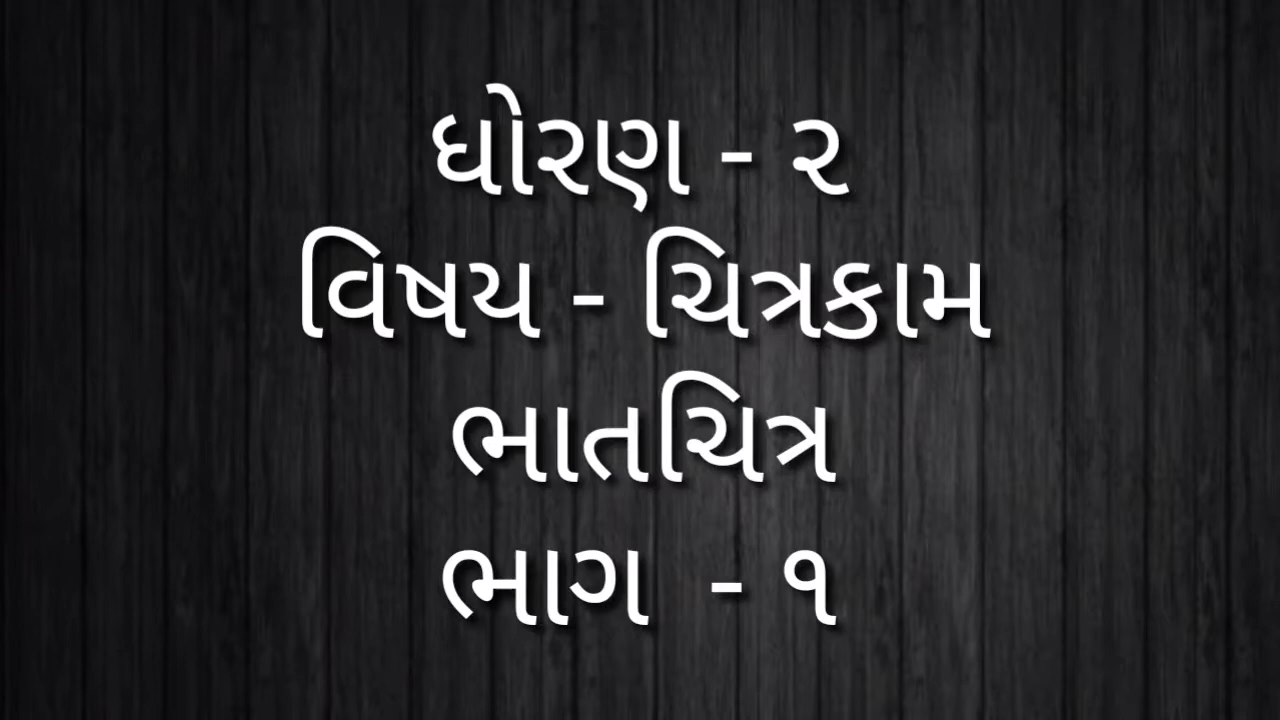 ધોરણ - ૨
વિષય - ચિત્રકામ
ભાતચિત્ર
ભાગ - ૧